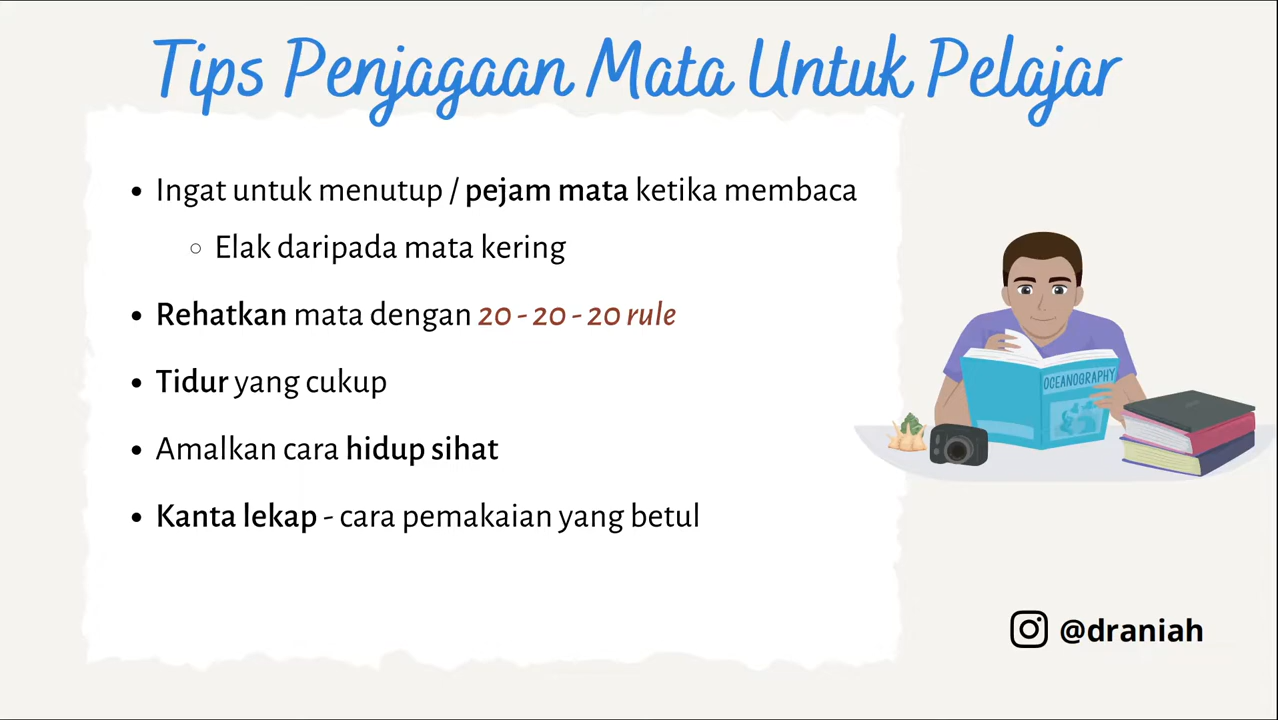 Tips Penjagaan Mata Untuk Pelajar
• Ingat untuk menutup / pejam mata ketika membaca
○ Elak daripada mata kering
• Rehatkan mata dengan 20 - 20 - 20 rule
• Tidur yang cukup
• Amalkan cara hidup sihat
• Kanta lekap - cara pemakaian yang betul
OCEANOGRAPHY
@draniah